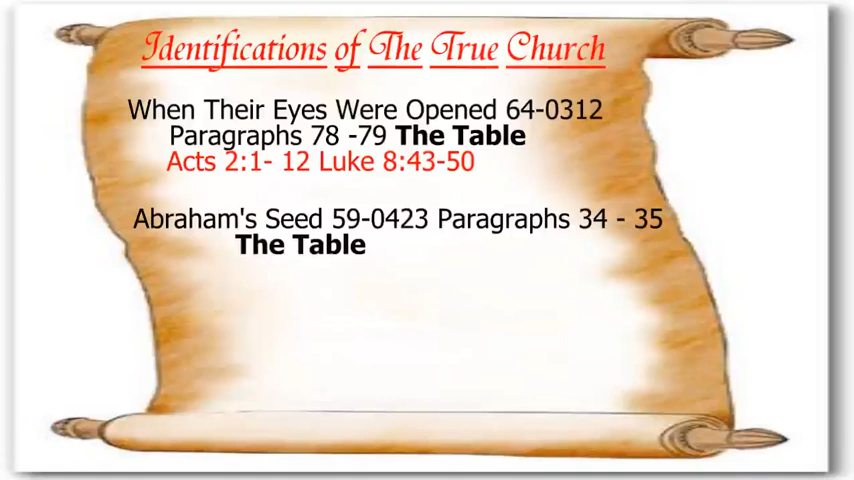 Identifications of The True Church
When Their Eyes Were Opened 64-0312
Paragraphs 78 -79 The Table
Acts 2:1- 12 Luke 8:43-50
Abraham's Seed 59-0423 Paragraphs 34 - 35
The Table